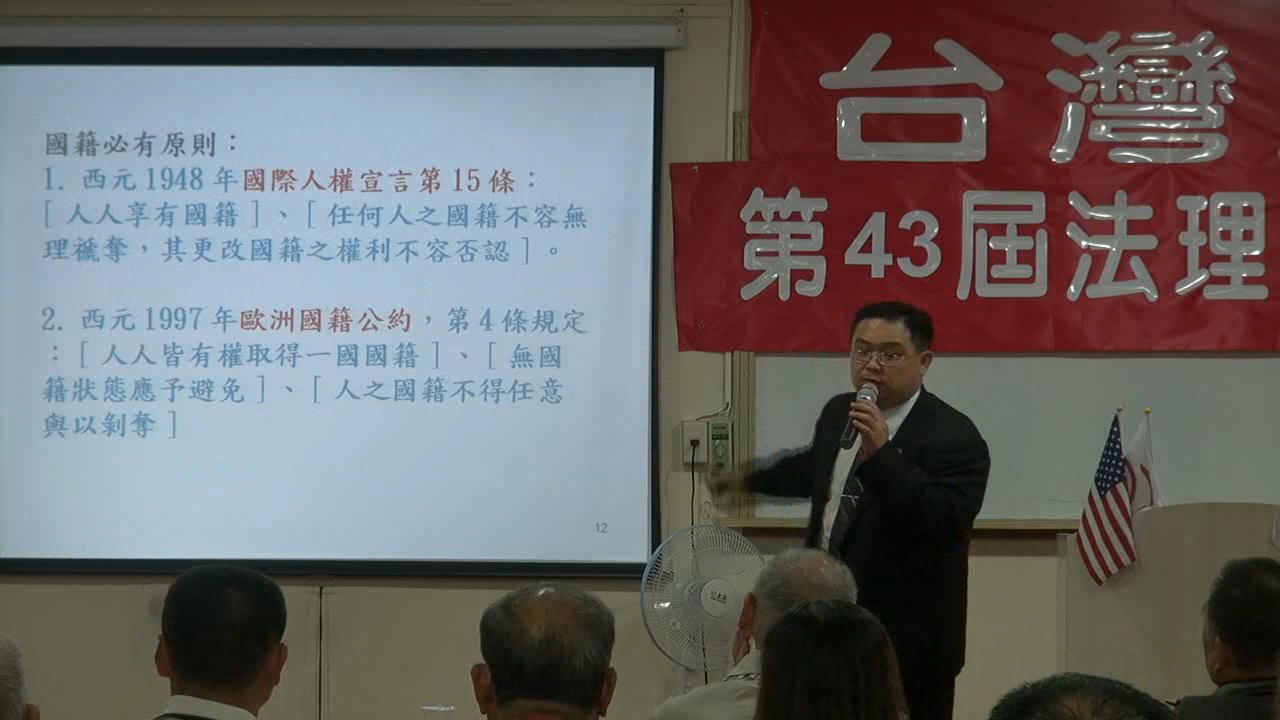 國籍必有原則：
1. 西元 1948 年國際人權宣言第 15 條：
[ 人人享有國籍 ]、[ 任何人之國籍不容無
理褫奪，其更改國籍之權利不容否認 ] 。
2. 西元 1997 年歐洲國籍公約，第 4 條規定
：[ 人人皆有權取得一國國籍 ]、[ 無國
籍狀態應予避免 ]、[ 人之國籍不得任意
與以剝奪 ]
12
台灣
第43屆法理